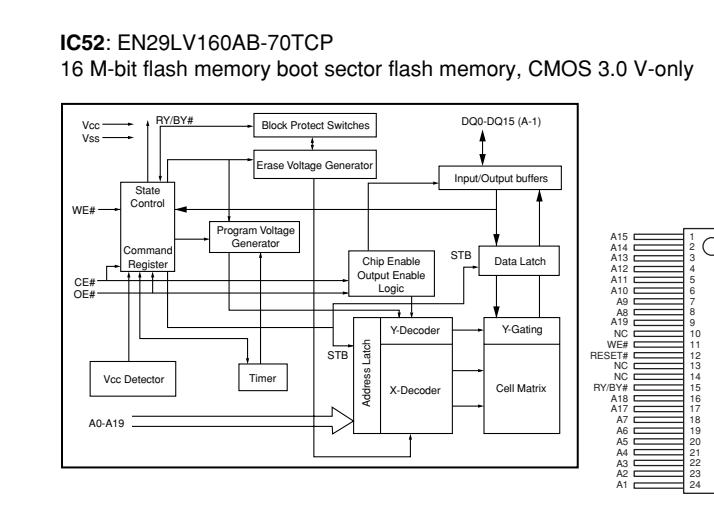 IC52: EN29LV160AB-70TCP
16 M-bit flash memory boot sector flash memory, CMOS 3.0 V-only
Vcc
Vss
RY/BY#
Block Protect Switches
DQ0-DQ15 (A-1)
Erase Voltage Generator
Input/Output buffers
State
Control
WE#
Program Voltage
Generator
Command
Register
Chip Enable
Output Enable
Logic
STB
Data Latch
CE#
OE#
Y-Decoder
Y-Gating
STB
Address Latch
Vcc Detector
Timer
X-Decoder
Cell Matrix
A0-A19
A15 1
A14 2
A13 3
A12 4
A11 5
A10 6
A9 7
A8 8
A19 9
NC 10
WE# 11
RESET# 12
NC 13
NC 14
RY/BY# 15
A18 16
A17 17
A7 18
A6 19
A5 20
A4 21
A3 22
A2 23
A1 24